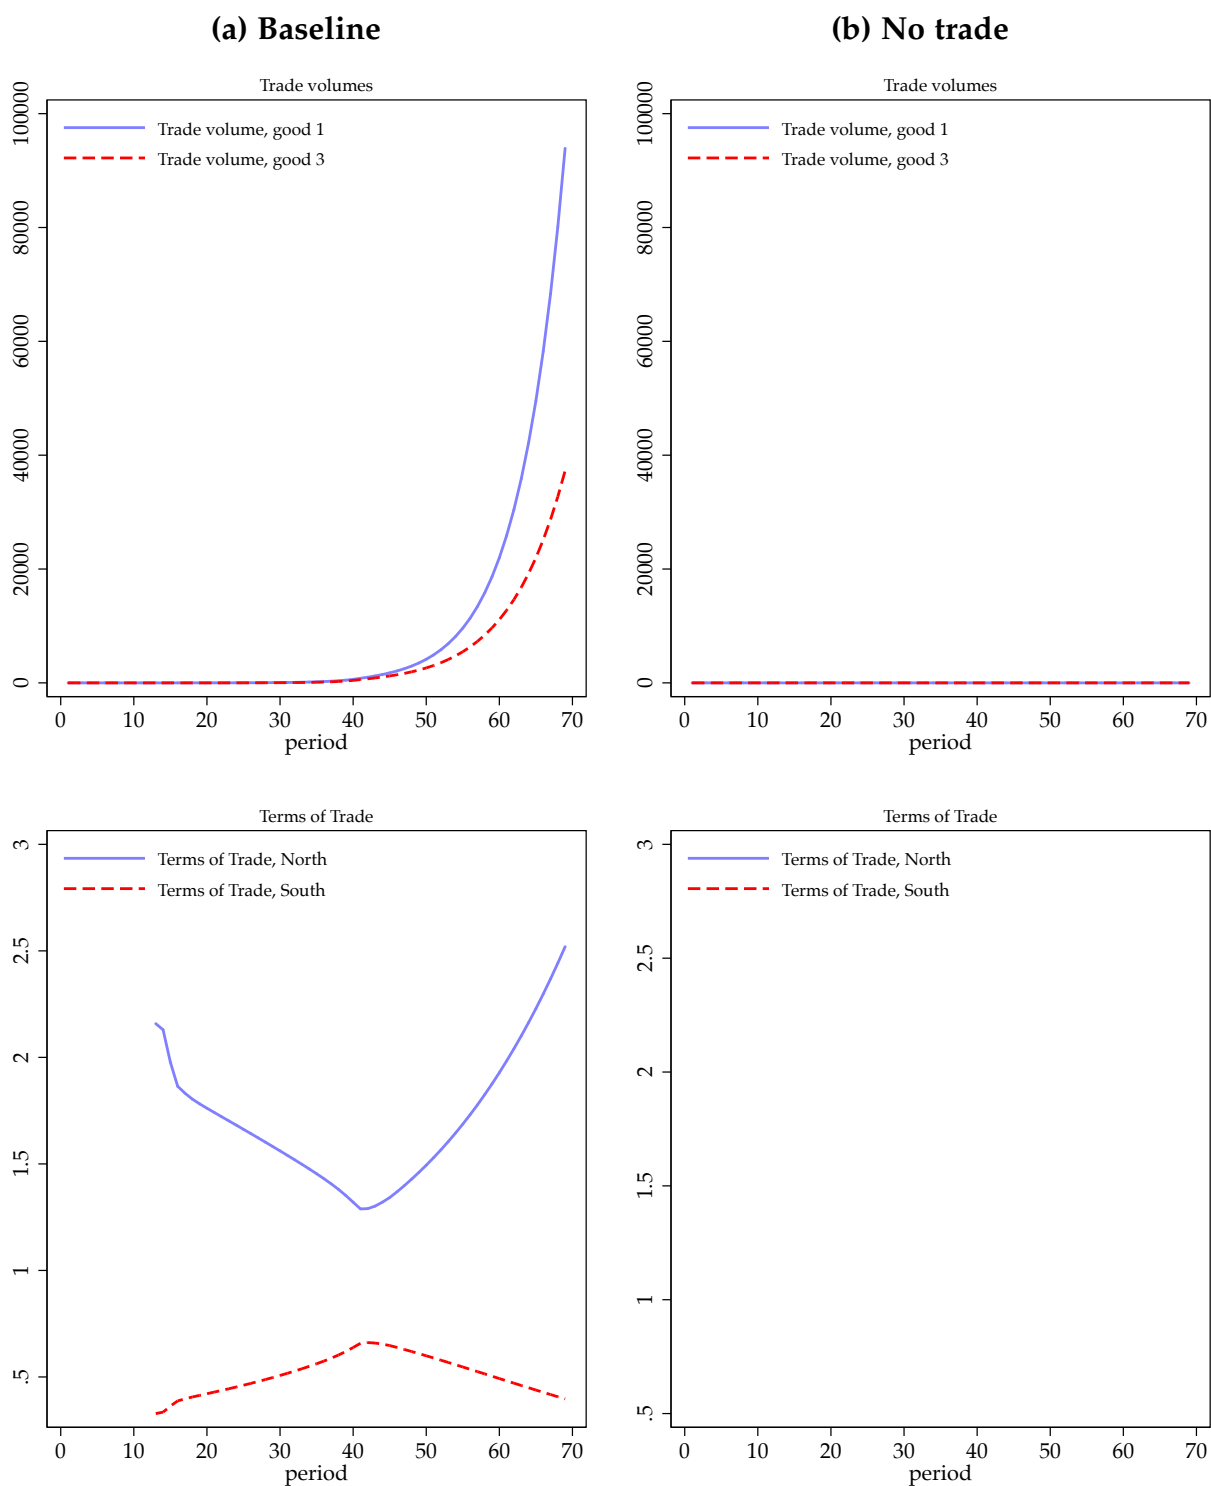 (a) Baseline
(b) No trade
Trade volumes
Trade volume, good 1
Trade volume, good 3
100000
80000
60000
40000
20000
0
0 10 20 30 40 50 60 70
period
Trade volumes
Trade volume, good 1
Trade volume, good 3
100000
80000
60000
40000
20000
0
0 10 20 30 40 50 60 70
period
Terms of Trade
Terms of Trade, North
Terms of Trade, South
3
2.5
2
1.5
1
.5
0 10 20 30 40 50 60 70
period
Terms of Trade
Terms of Trade, North
Terms of Trade, South
3
2.5
2
1.5
1
.5
0 10 20 30 40 50 60 70
period